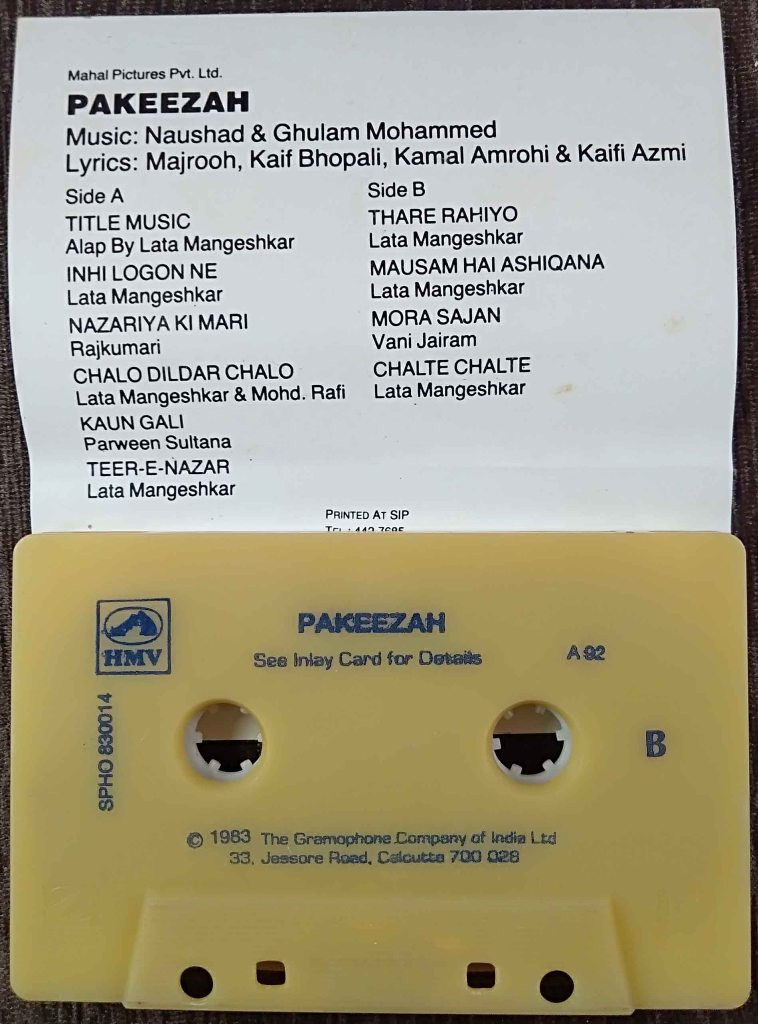 Mahal Pictures Pvt. Ltd.
PAKEEZAH
Music: Naushad & Ghulam Mohammed
Lyrics: Majrooh, Kaif Bhopali, Kamal Amrohi & Kaifi Azmi
Side A
TITLE MUSIC
Alap By Lata Mangeshkar
INHI LOGON NE
Lata Mangeshkar
NAZARIYA KI MARI
Rajkumari
CHALO DILDAR CHALO
Lata Mangeshkar & Mohd. Rafi
KAUN GALI
Parween Sultana
TEER-E-NAZAR
Lata Mangeshkar
Side B
THARE RAHIYO
Lata Mangeshkar
MAUSAM HAI ASHIQANA
Lata Mangeshkar
MORA SAJAN
Vani Jairam
CHALTE CHALTE
Lata Mangeshkar
PRINTED AT SIP
TEL.: 442 7685
HMV
PAKEEZAH
See Inlay Card for Details
A 92
SPHO 830014
B
© 1983 The Gramophone Company of India Ltd
33, Jessore Road, Calcutta 700 028